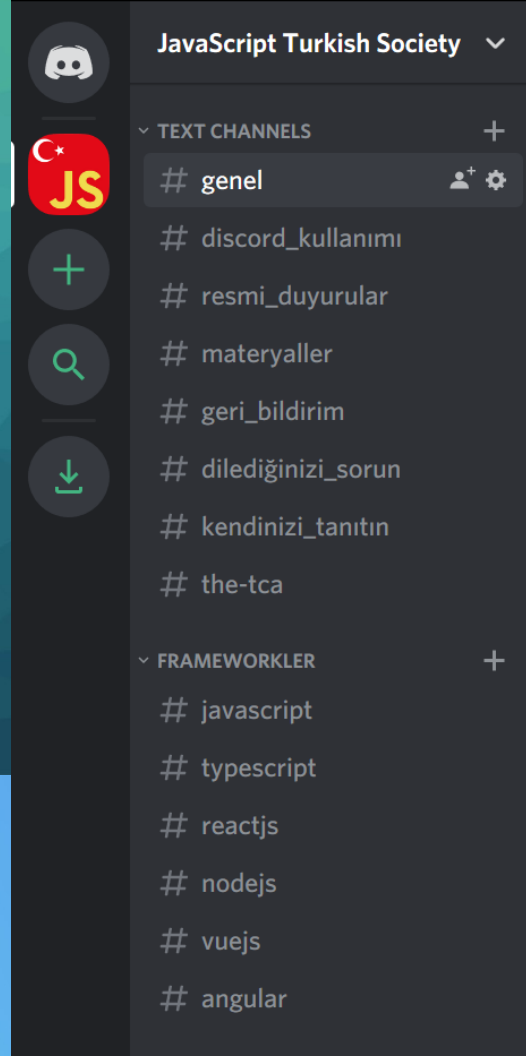 JavaScript Turkish Society
JS
TEXT CHANNELS
# genel
# discord_kullanımı
# resmi_duyurular
# materyaller
# geri_bildirim
# dilediğinizi_sorun
# kendinizi_tanıtın
# the-tca
FRAMEWORKLER
# javascript
# typescript
# reactjs
# nodejs
# vuejs
# angular